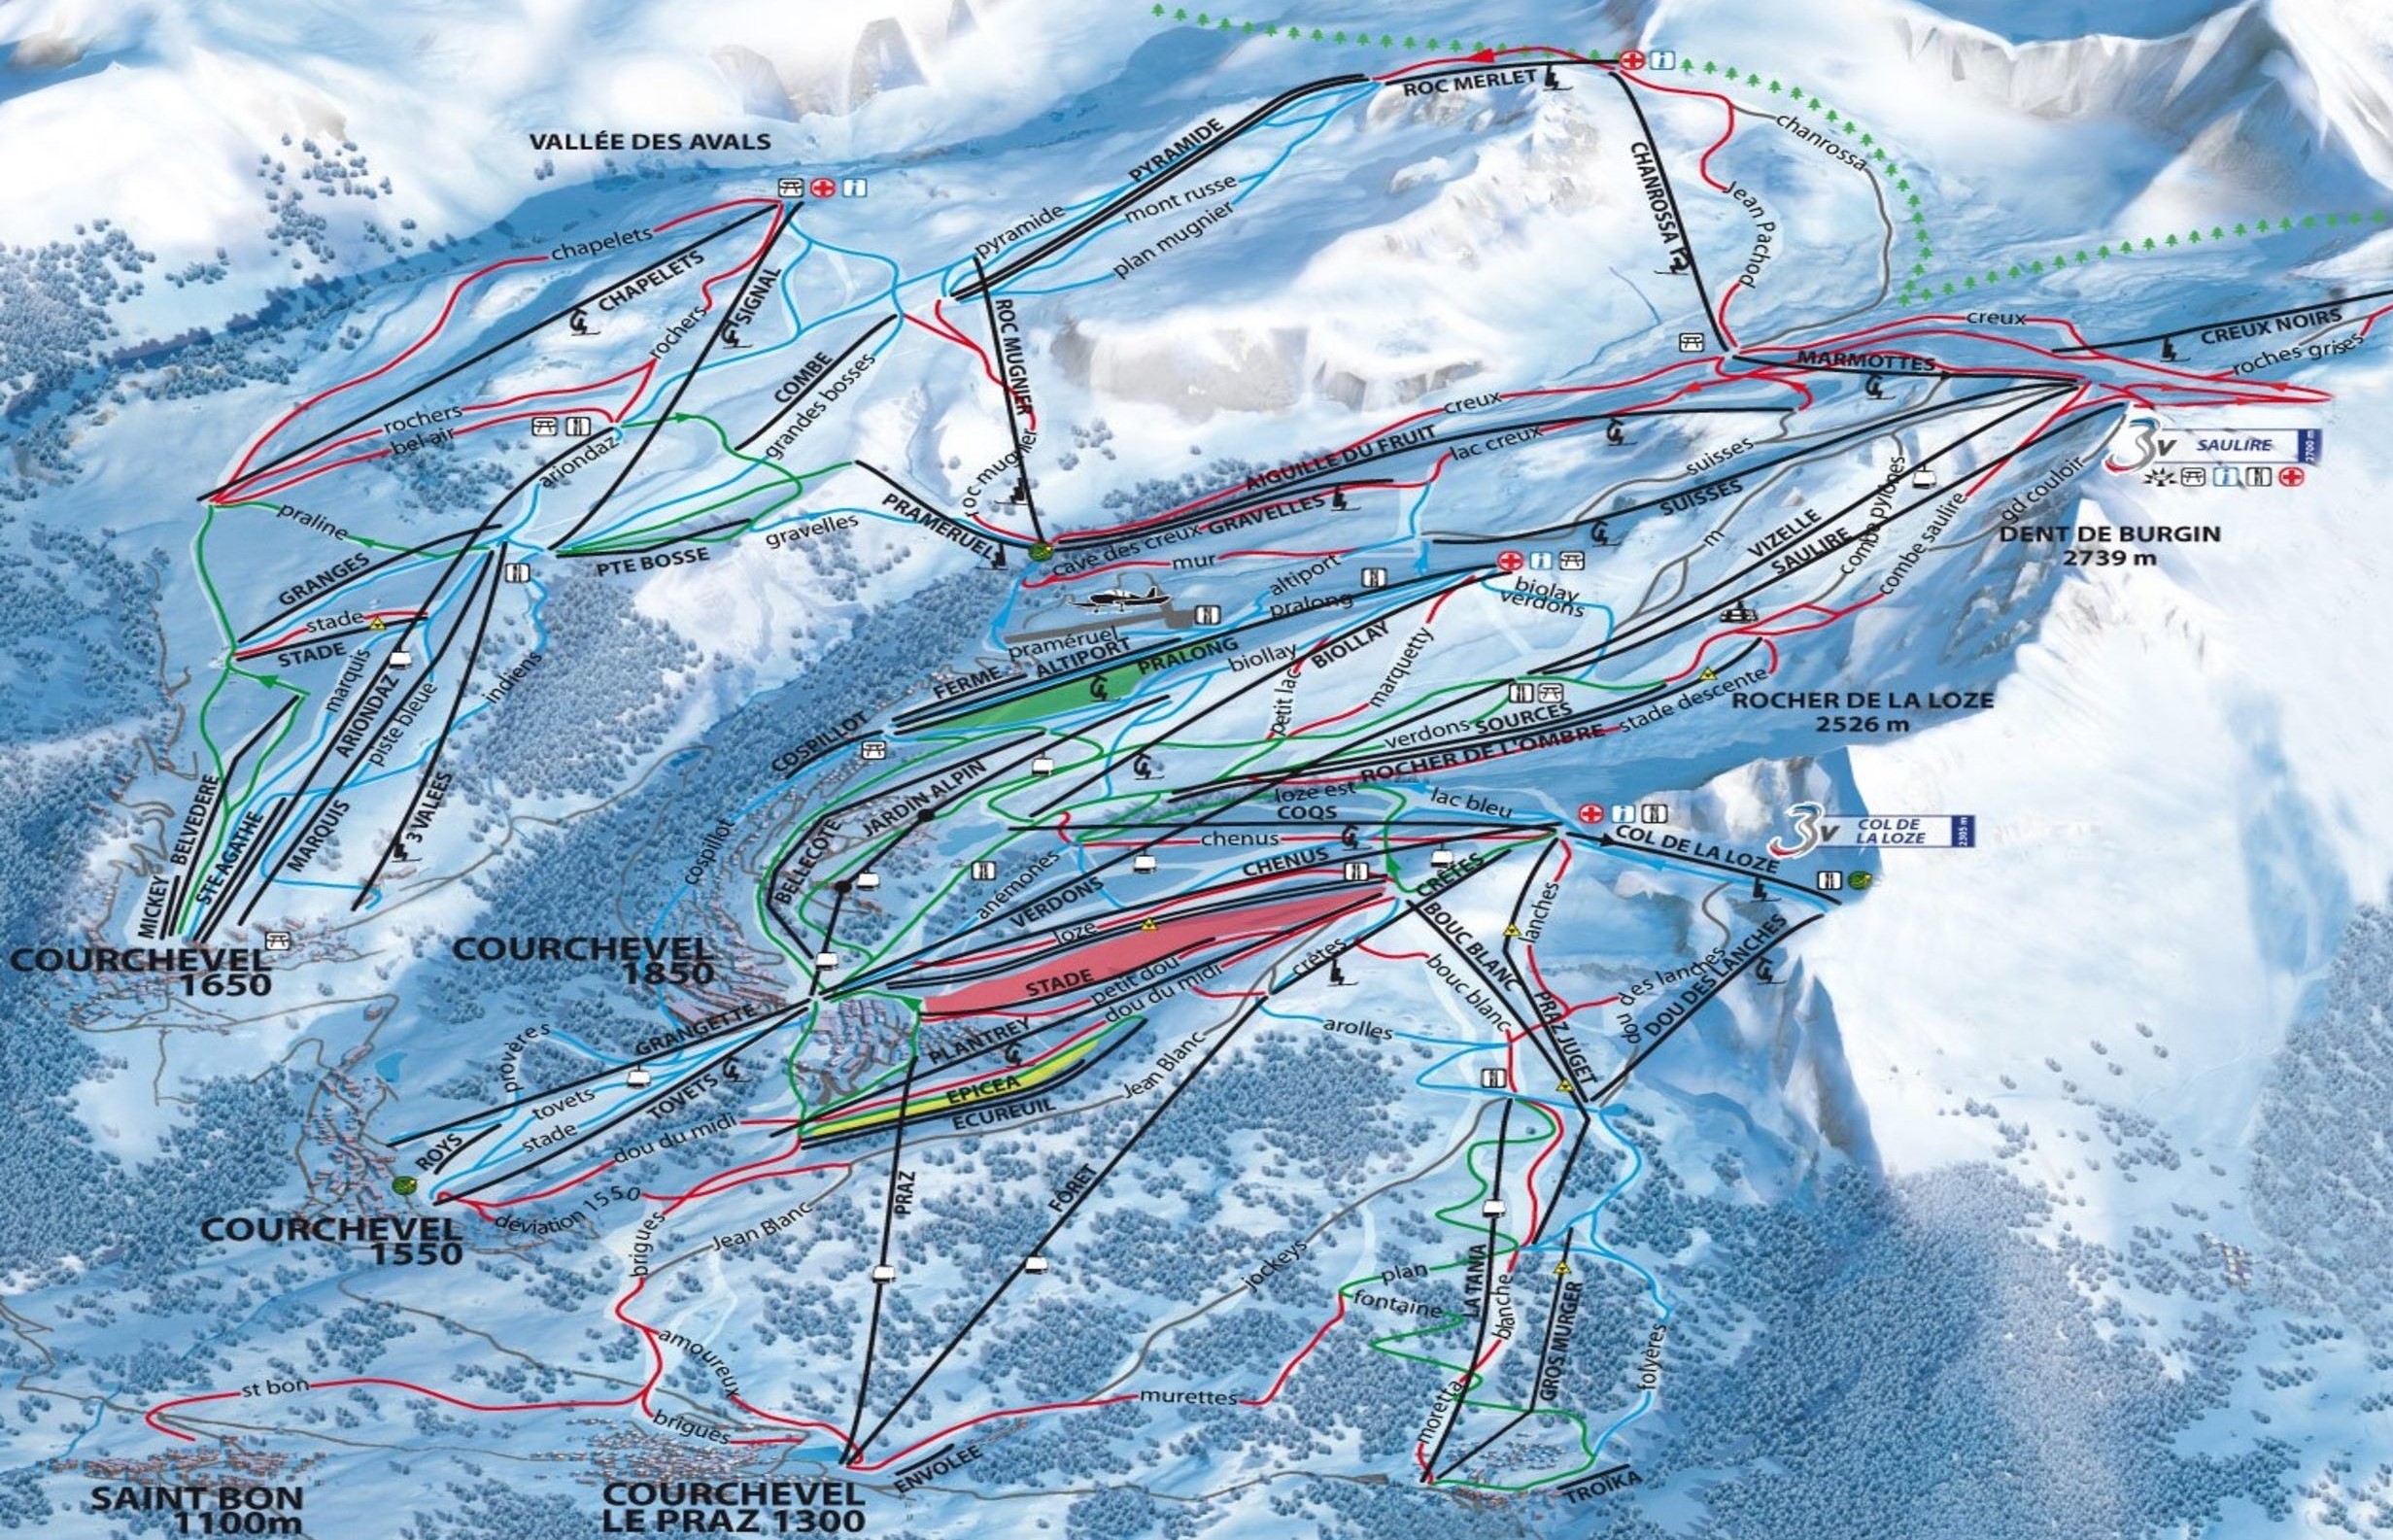 VALLÉE DES AVALS
ROC MERLET
PYRAMIDE
mont russe
pyramide
plan mugnier
CHANROSSA
chanrossa
Jean Pachod
chapelets
CHAPELETS
SIGNAL
rochers
ROC MUGNIER
roc mugnier
COMBE
grandes bosses
rochers
bel air
ariondaz
creux
CREUX NOIRS
roches grises
MARMOTTES
creux
AIGUILLE DU FRUIT
lac creux
suisses
SUISSES
3V SAULIRE 2700 m
praline
GRANGES
PTE BOSSE
gravelles
PRAMERUEL
cave des creux
GRAVELLES
mur
m
VIZELLE
SAULIRE
combe pylones
combe saulire
gd couloir
DENT DE BURGIN
2739 m
stade
STADE
marquis
ARIONDAZ
piste bleue
indiens
altiport
pralong
praméruel
biolay
verdons
FERME
ALTIPORT
PRALONG
biollay
BIOLLAY
petit lac
marquetty
ROCHER DE LA LOZE
2526 m
COSPILLOT
verdons
SOURCES
ROCHER DE L'OMBRE
stade descente
BELVEDERE
MICKEY
STE AGATHE
MARQUIS
3 VALEES
cospillot
JARDIN ALPIN
BELLECOTE
loze est
lac bleu
COQS
chenus
CHENUS
COL DE LA LOZE
3V COL DE
LA LOZE 2305 m
anemones
VERDONS
CRÊTES
lanches
COURCHEVEL
1650
COURCHEVEL
1850
loze
STADE
petit dou
dou du midi
crêtes
BOUC BLANC
bouc blanc
PRAZ JUGET
dou des lanches
DOU DES LANCHES
GRANGETTE
proveres
tovets
TOVETS
stade
ROYS
PLANTREY
EPICEA
ECUREUIL
Jean Blanc
arolles
dou du midi
déviation 1550
COURCHEVEL
1550
brigues
Jean Blanc
PRAZ
FORET
jockeys
plan
fontaine
LA TANIA
blanche
GROS MURGER
folyères
st bon
amoureux
brigues
murettes
moretta
ENVOLEE
TROÏKA
SAINT BON
1100m
COURCHEVEL
LE PRAZ 1300